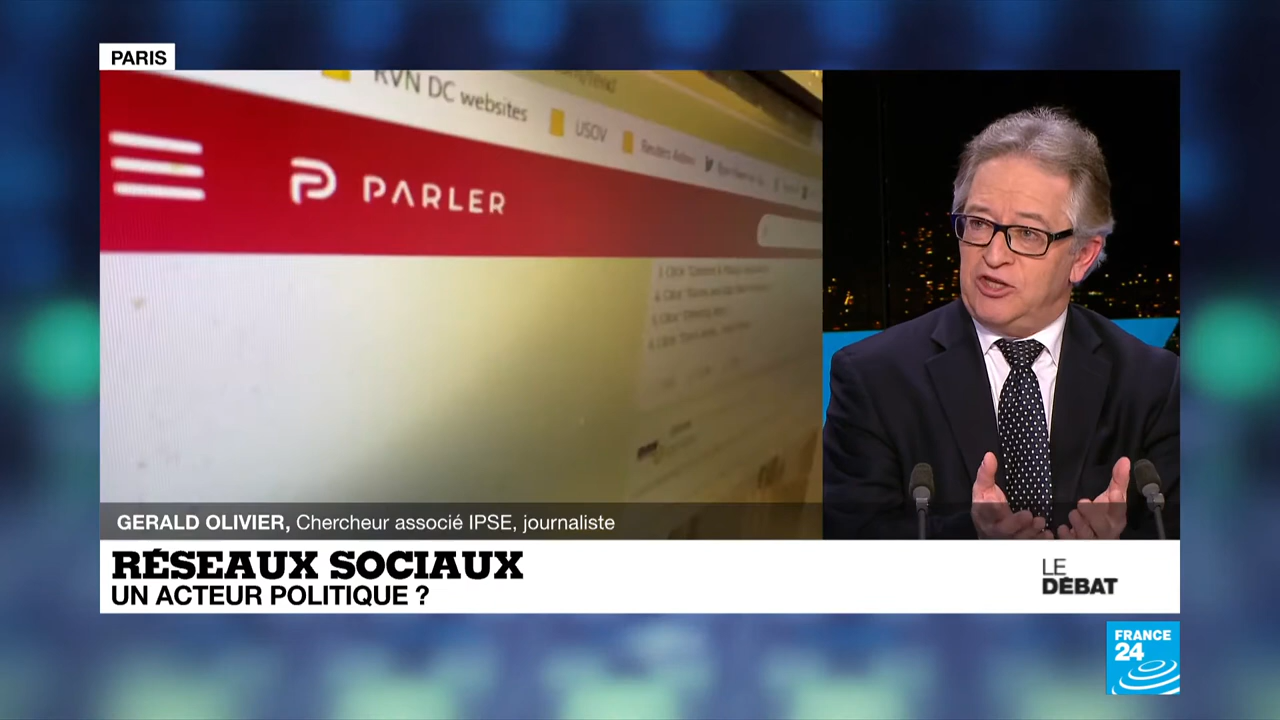 PARIS
RVN DC websites
USOV
PARLER
GERALD OLIVIER, Chercheur associé IPSE, journaliste
RÉSEAUX SOCIAUX
UN ACTEUR POLITIQUE ?
LE
DÉBAT
FRANCE
24